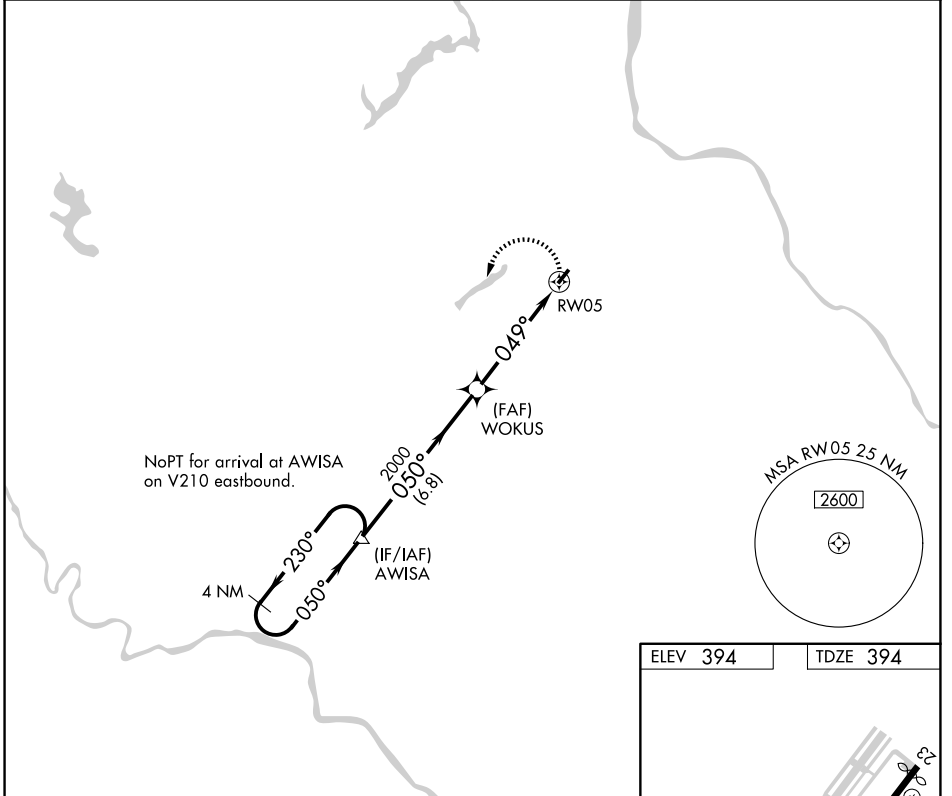 RW05
049°
(FAF)
WOKUS
NoPT for arrival at AWISA
on V210 eastbound.
2000
050°
(6.8)
MSA RW05 25 NM
2600
230°
(IF/IAF)
AWISA
4 NM
050°
ELEV 394
TDZE 394
23